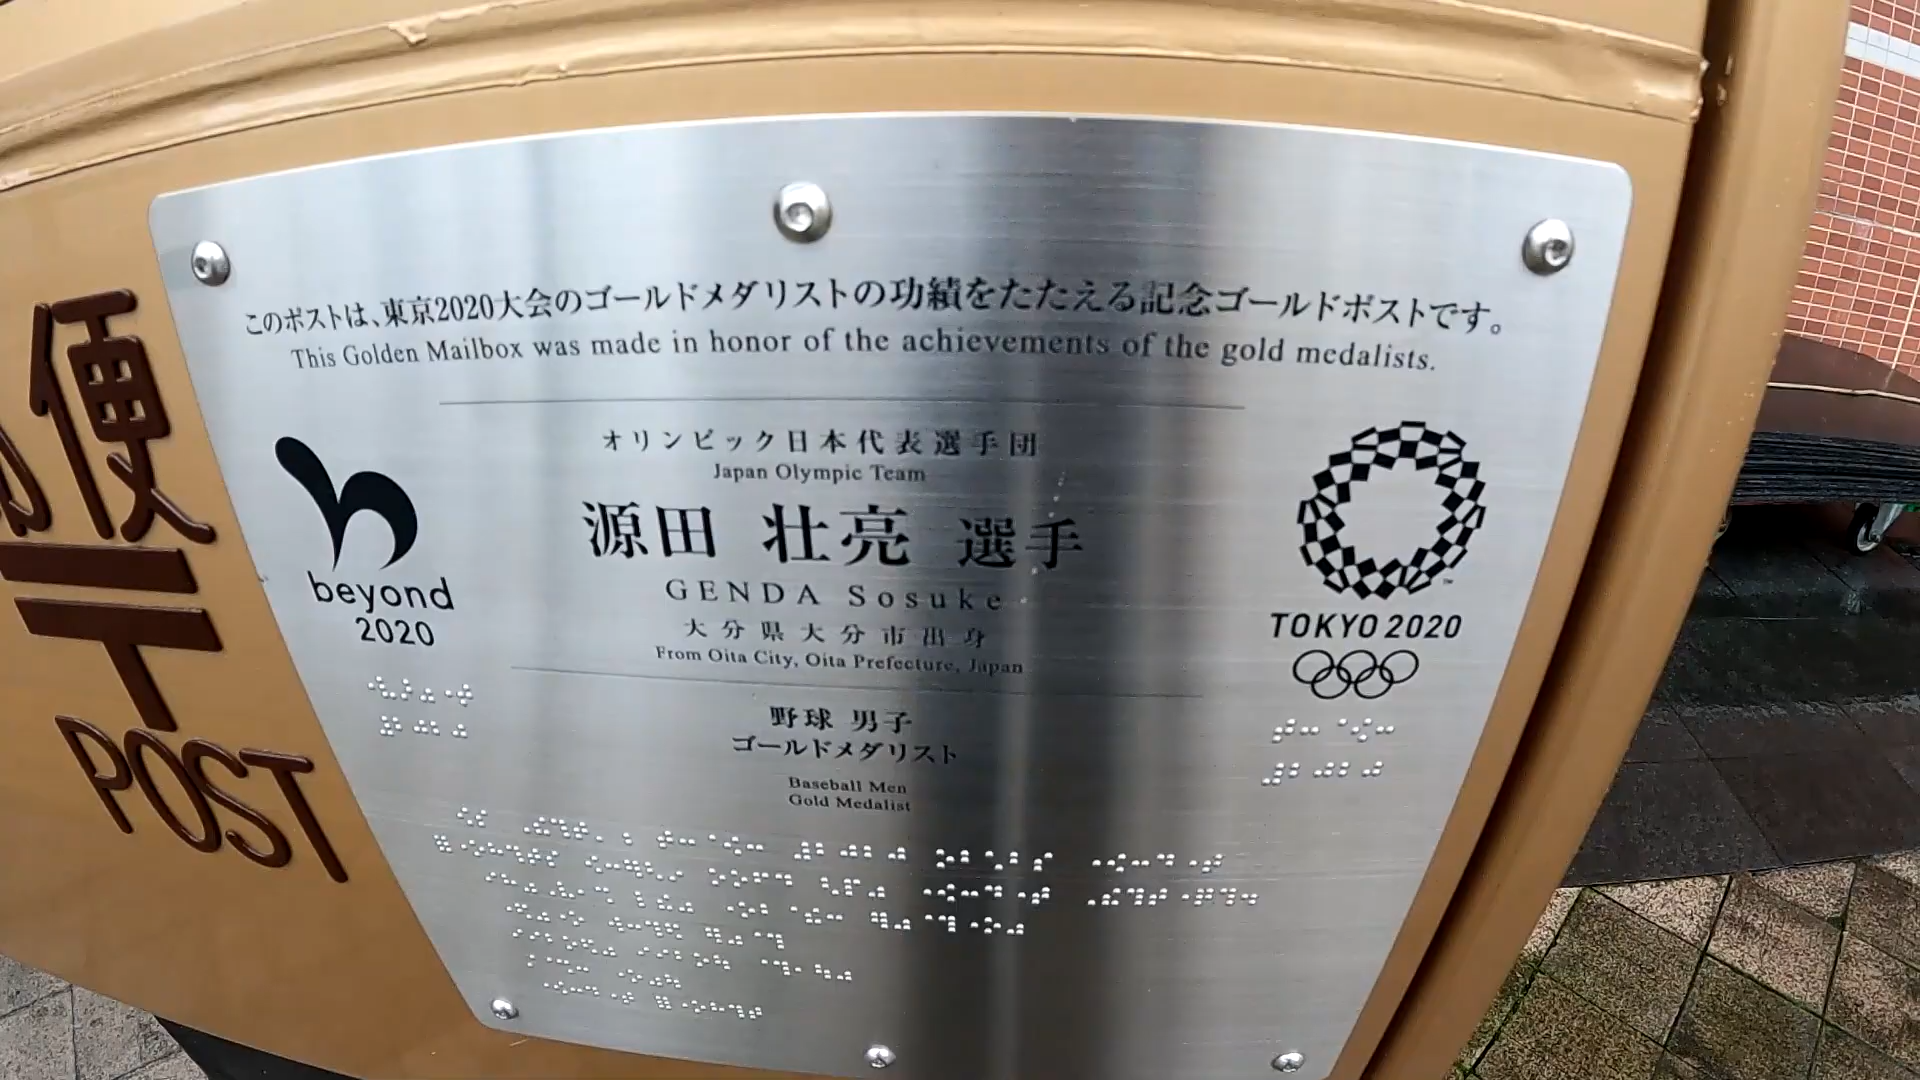 このポストは、東京2020大会のゴールドメダリストの功績をたたえる記念ゴールドポストです。
This Golden Mailbox was made in honor of the achievements of the gold medalists.
オリンピック日本代表選手団
Japan Olympic Team
源田 壮亮 選手
GENDA Sosuke
大分県大分市出身
From Oita City, Oita Prefecture, Japan
野球 男子
ゴールドメダリスト
Baseball Men
Gold Medalist
beyond
2020
TOKYO 2020
便
〒
POST